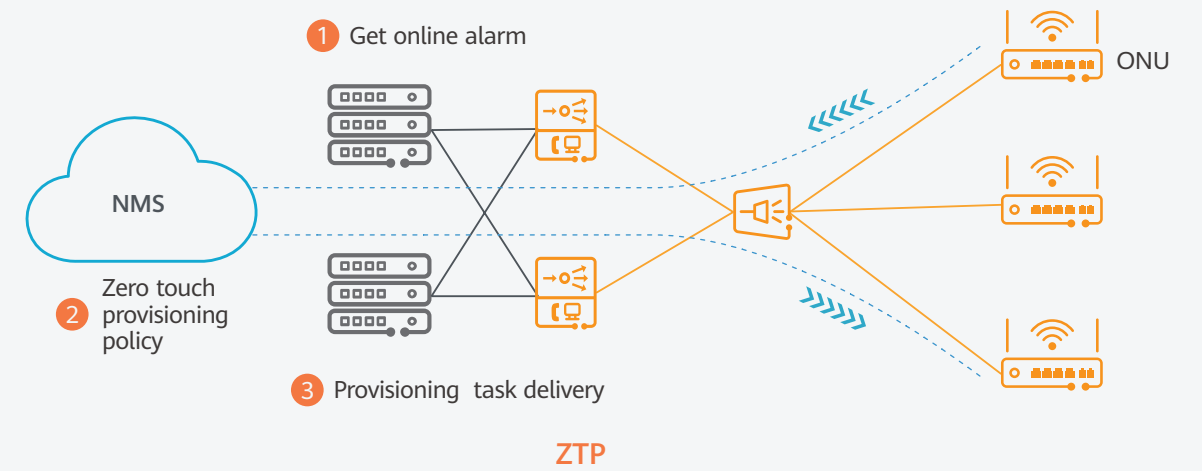 1 Get online alarm
ONU
NMS
2 Zero touch
provisioning
policy
3 Provisioning task delivery
ZTP